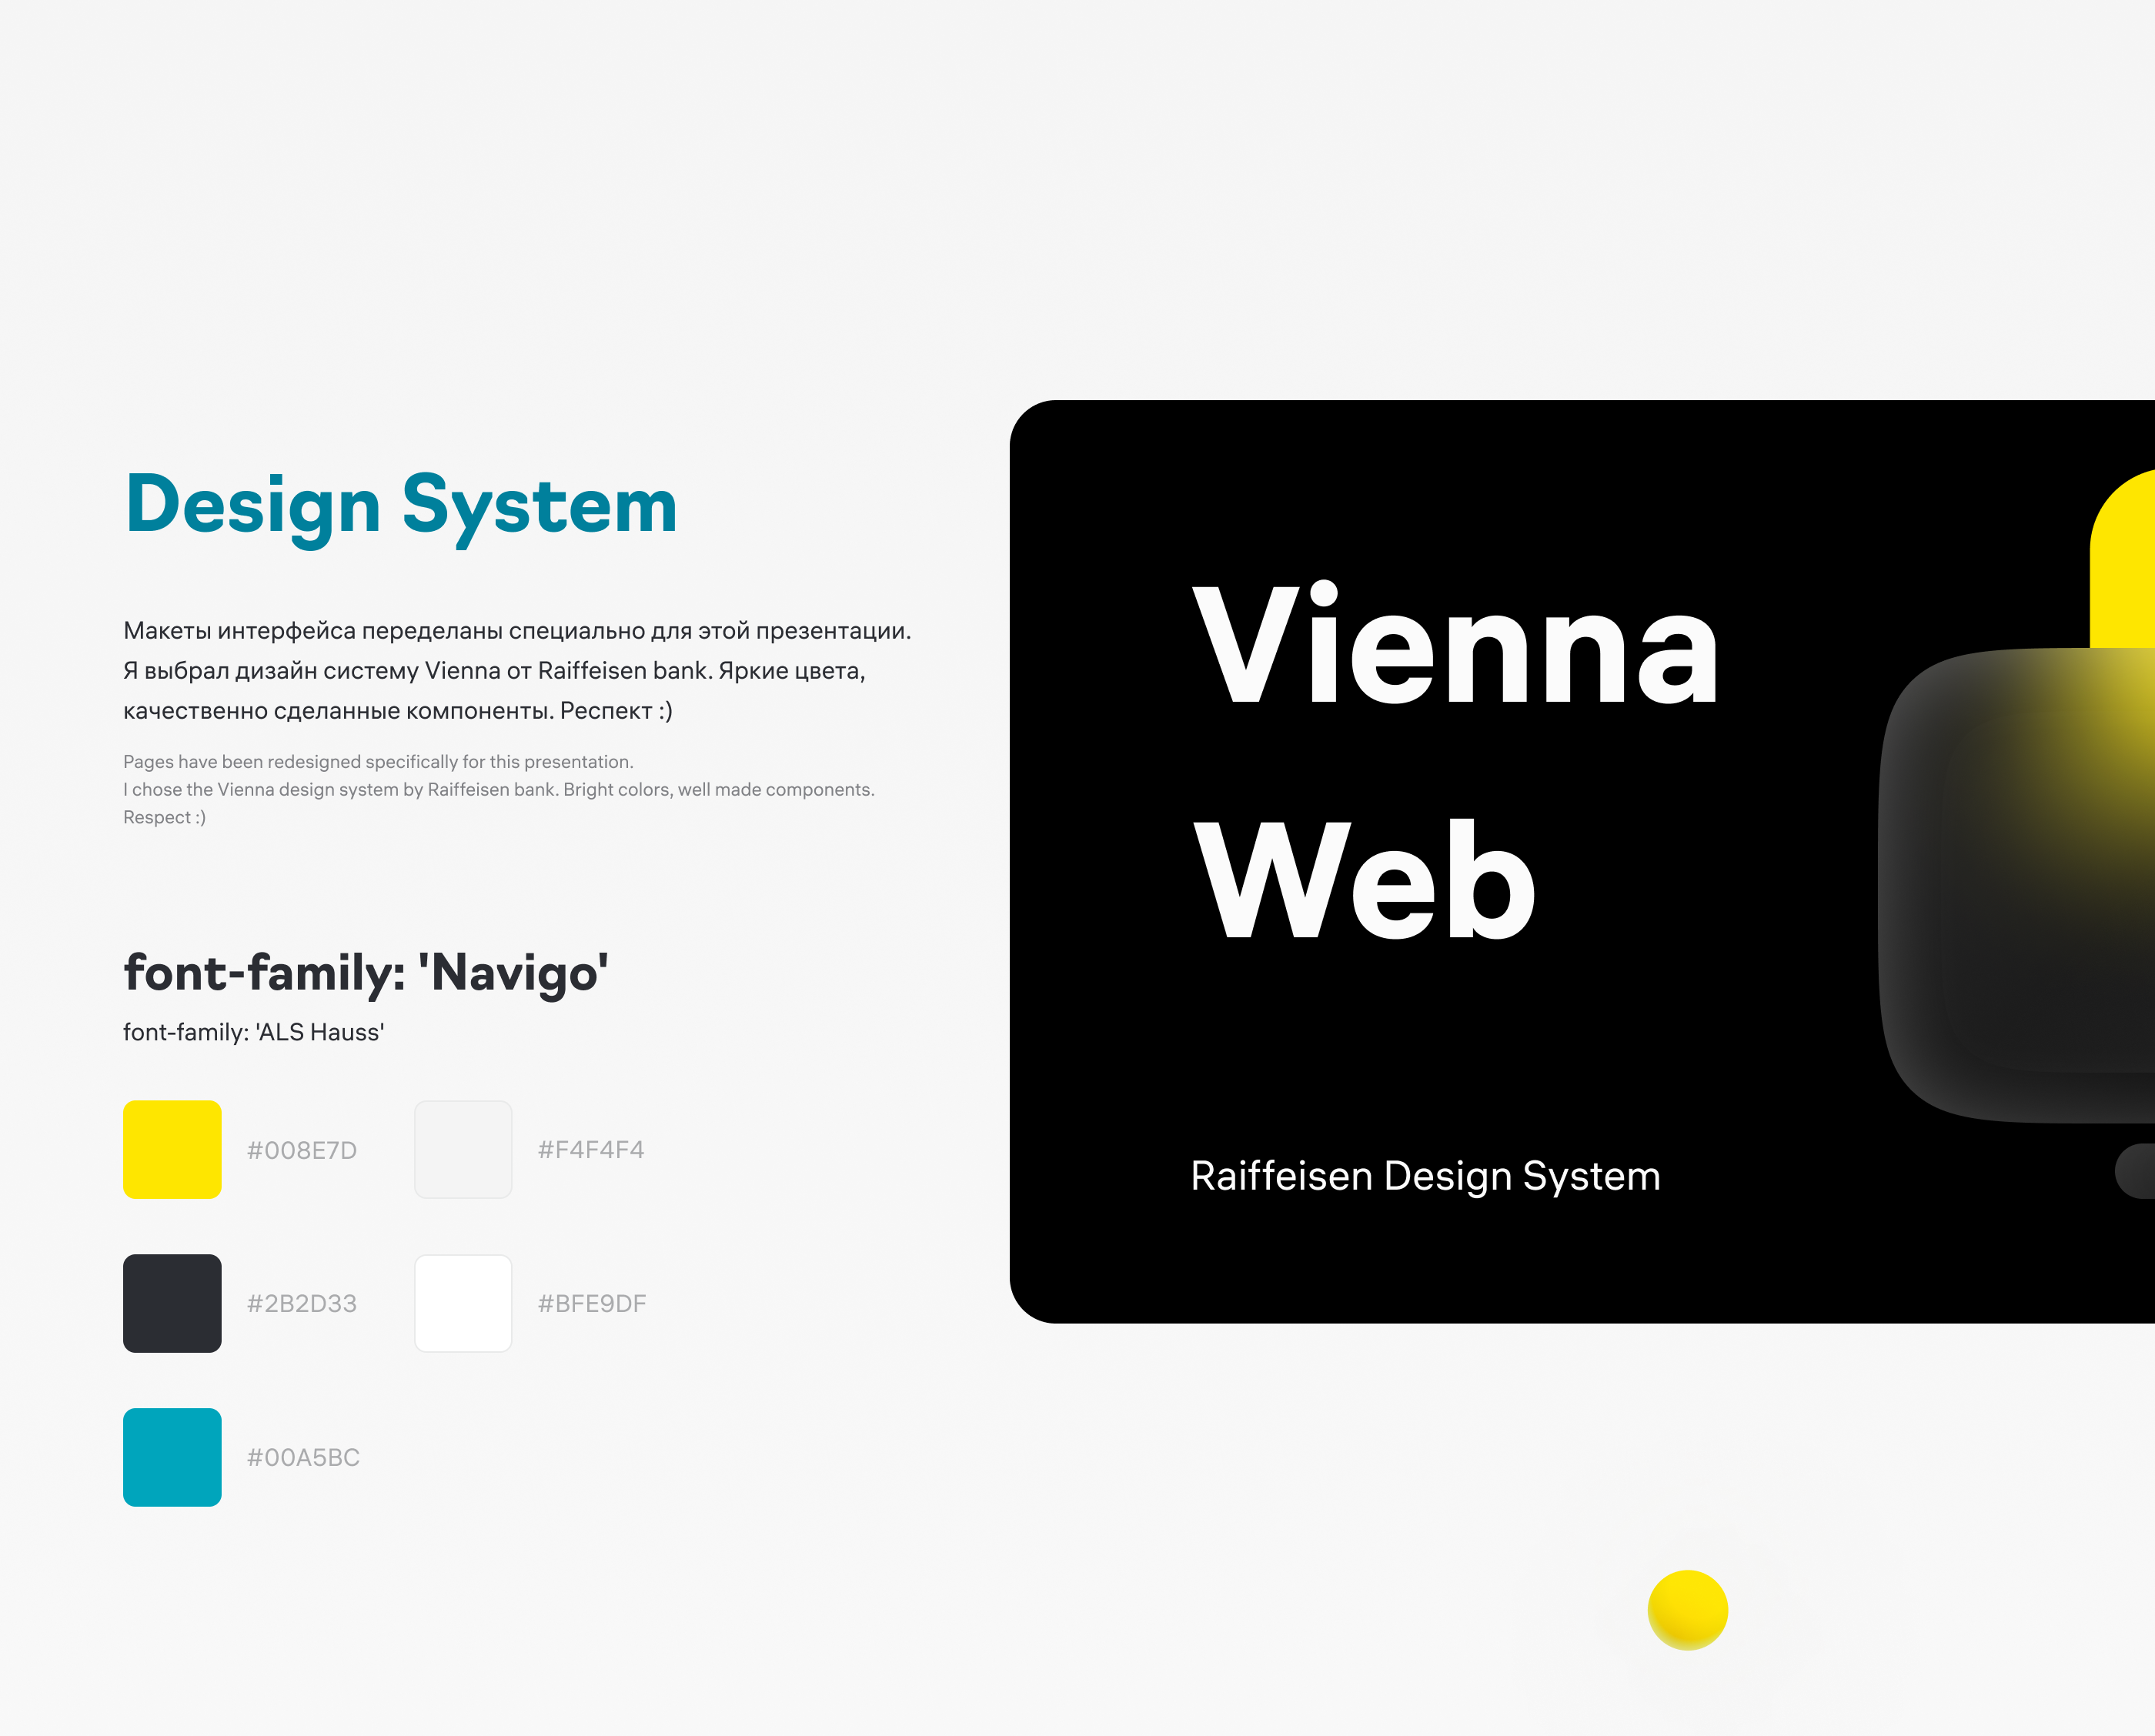 Design System
Макеты интерфейса переделаны специально для этой презентации.
Я выбрал дизайн систему Vienna от Raiffeisen bank. Яркие цвета,
качественно сделанные компоненты. Респект :)
Pages have been redesigned specifically for this presentation.
I chose the Vienna design system by Raiffeisen bank. Bright colors, well made components.
Respect :)
font-family: 'Navigo'
font-family: 'ALS Hauss'
#008E7D
#F4F4F4
#2B2D33
#BFE9DF
#00A5BC
Vienna
Web
Raiffeisen Design System